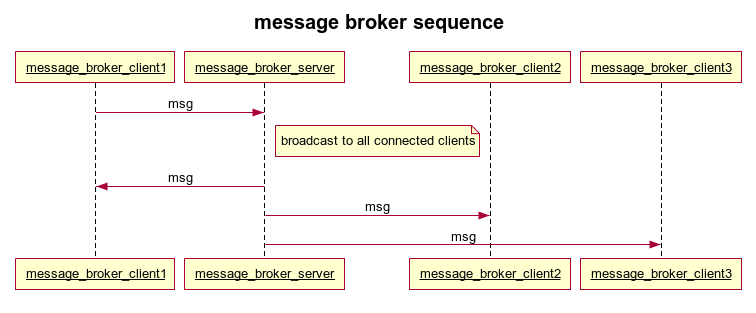 message broker sequence
message_broker_client1 message_broker_server message_broker_client2 message_broker_client3
msg
broadcast to all connected clients
msg
msg
msg
message_broker_client1 message_broker_server message_broker_client2 message_broker_client3